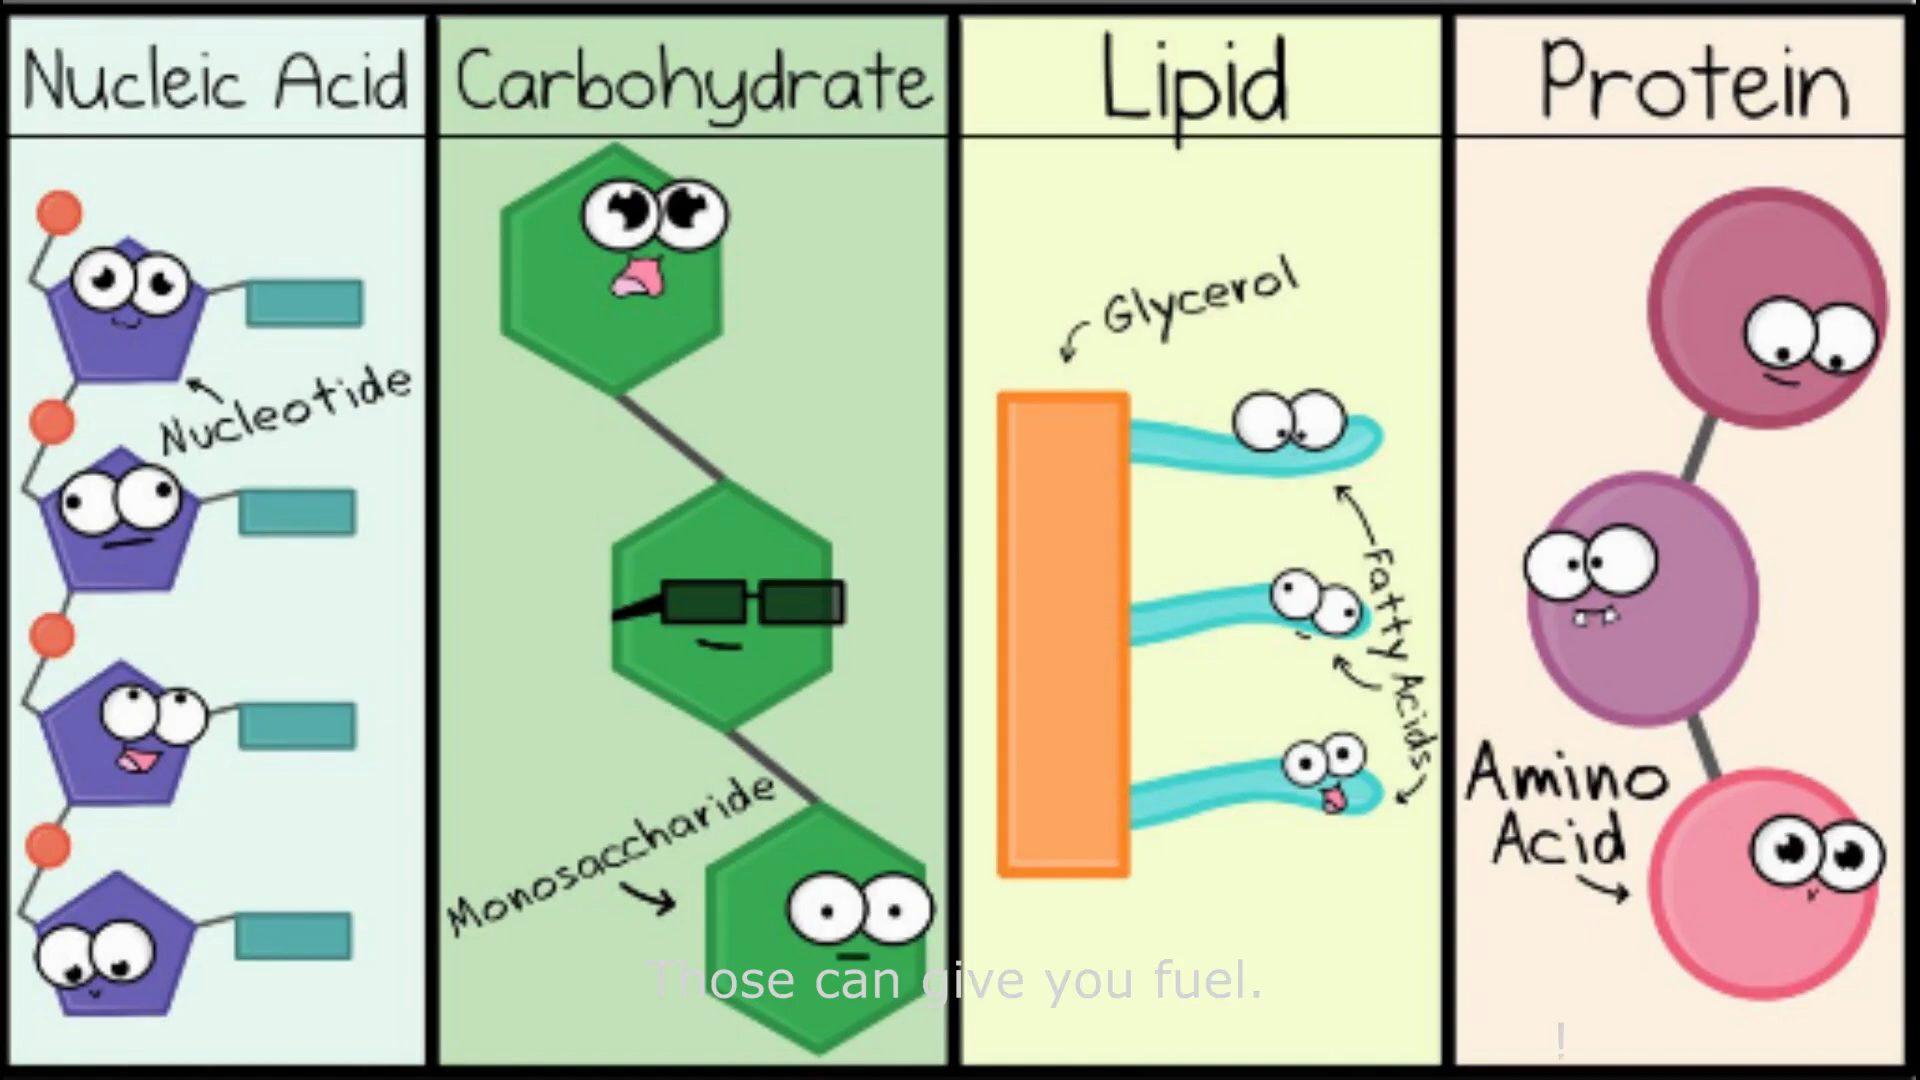 Nucleic Acid
Carbohydrate
Lipid
Protein
Nucleotide
Monosaccharide
Glycerol
Fatty Acids
Amino
Acid
Those can give you fuel.
!